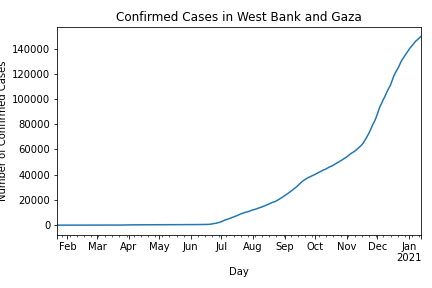 Confirmed Cases in West Bank and Gaza
Number of Confirmed Cases
140000
120000
100000
80000
60000
40000
20000
0
Feb Mar Apr May Jun Jul Aug Sep Oct Nov Dec Jan
2021
Day